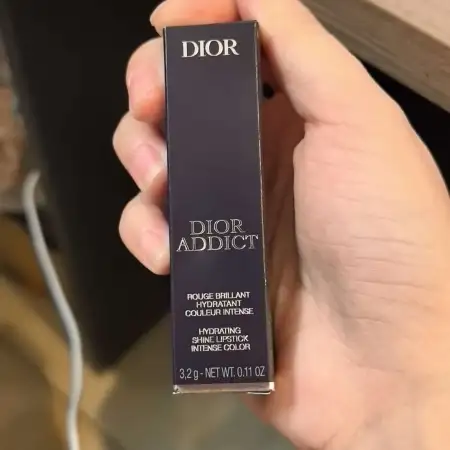 DIOR
DIOR
ADDICT
ROUGE BRILLANT
HYDRATANT
COULEUR INTENSE
HYDRATING
SHINE LIPSTICK
INTENSE COLOR
3,2 g - NET WT. 0.11 OZ